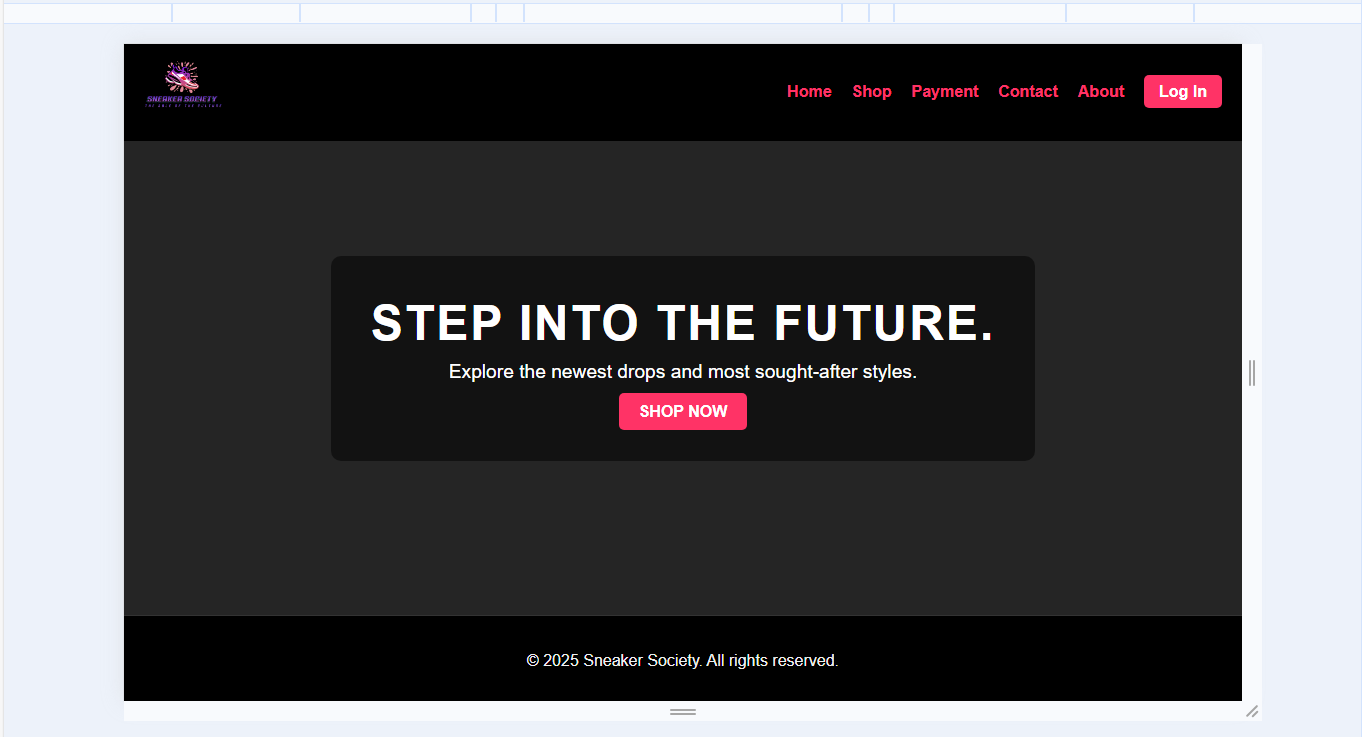 SNEAKER SOCIETY
Home Shop Payment Contact About Log In
STEP INTO THE FUTURE.
Explore the newest drops and most sought-after styles.
SHOP NOW
© 2025 Sneaker Society. All rights reserved.